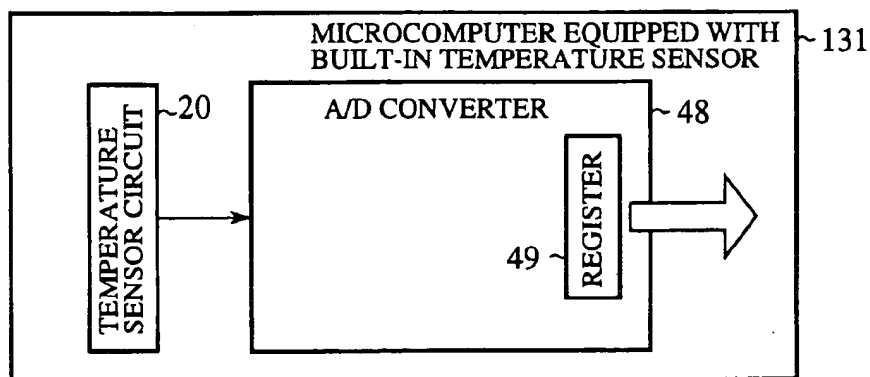 MICROCOMPUTER EQUIPPED WITH
BUILT-IN TEMPERATURE SENSOR
131
20
A/D CONVERTER
48
TEMPERATURE
SENSOR CIRCUIT
REGISTER
49